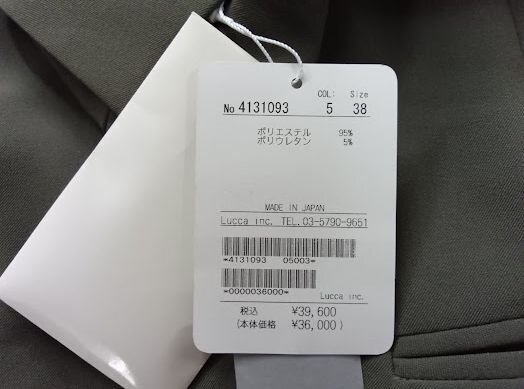 COL: Size
No 4131093 5 38
ポリエステル 95%
ポリウレタン 5%
MADE IN JAPAN
Lucca inc. TEL.03-5790-9651
*4131093 05003*
*0000036000*
Lucca inc.
税込 ¥39,600
(本体価格 ¥36,000)